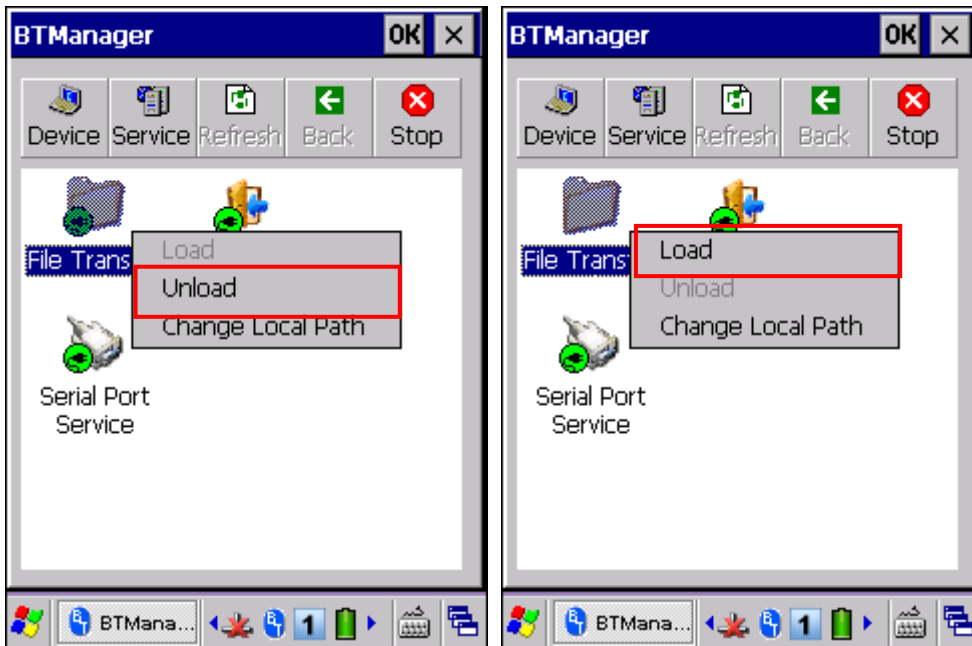 BTManager OK
Device Service Refresh Back Stop
File Trans
Load
Unload
Change Local Path
Serial Port
Service
BTMana... 1
BTManager OK
Device Service Refresh Back Stop
File Trans
Load
Unload
Change Local Path
Serial Port
Service
BTMana... 1